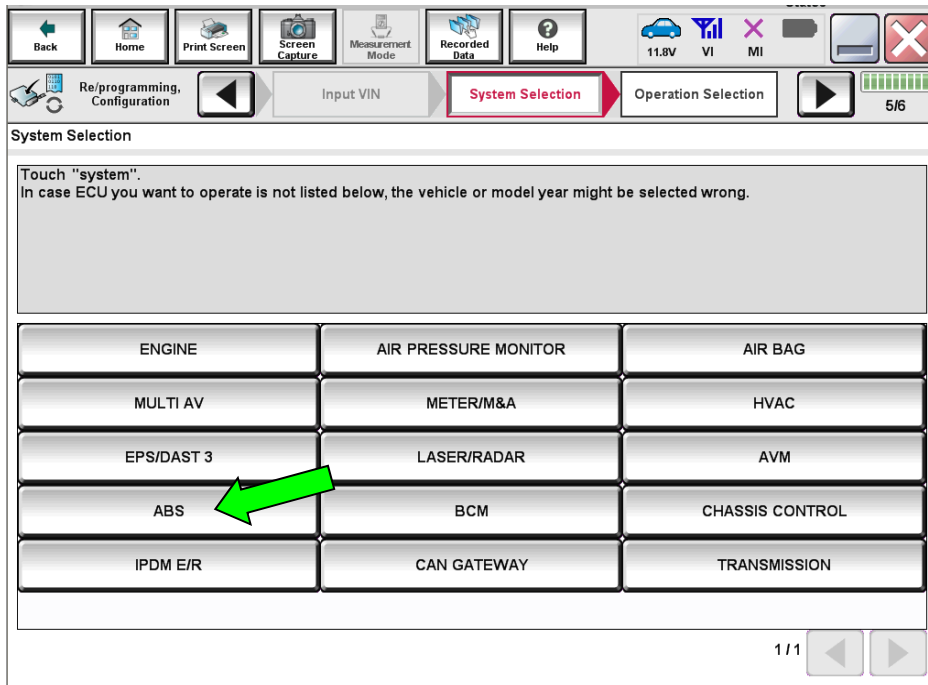 Back
Home
Print Screen
Screen
Capture
Measurement
Mode
Recorded
Data
Help
11.8V
VI
MI
Re/programming,
Configuration
Input VIN
System Selection
Operation Selection
5/6
System Selection
Touch "system".
In case ECU you want to operate is not listed below, the vehicle or model year might be selected wrong.
ENGINE
AIR PRESSURE MONITOR
AIR BAG
MULTI AV
METER/M&A
HVAC
EPS/DAST 3
LASER/RADAR
AVM
ABS
BCM
CHASSIS CONTROL
IPDM E/R
CAN GATEWAY
TRANSMISSION
1/1